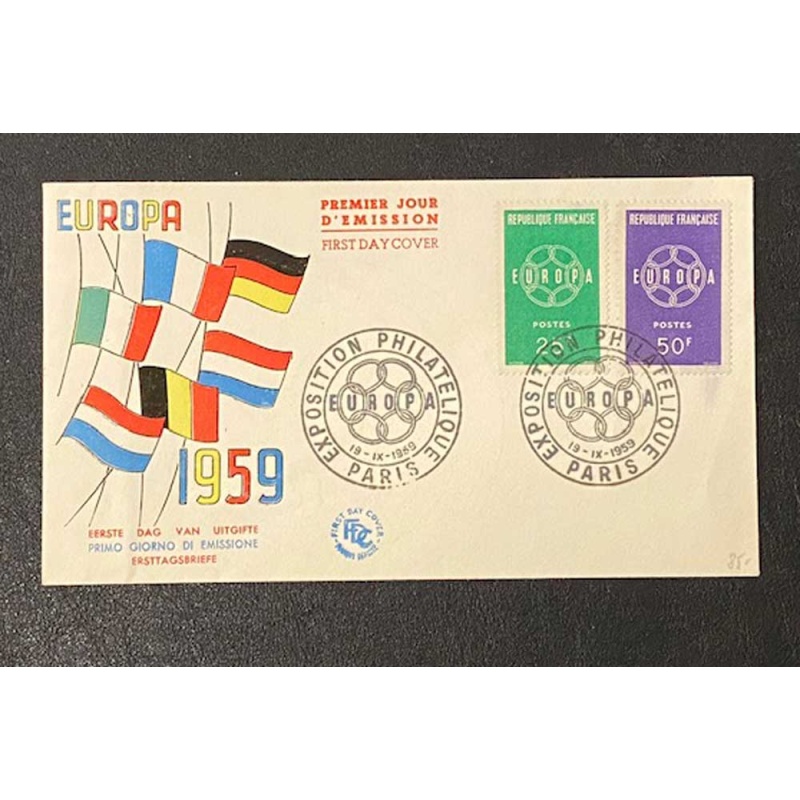 EUROPA
1959
EERSTE DAG VAN UITGIFTE
PRIMO GIORNO DI EMISSIONE
ERSTTAGSBRIEFE
PREMIER JOUR
D'EMISSION
FIRST DAY COVER
REPUBLIQUE FRANÇAISE
EUROPA
POSTES
25F
REPUBLIQUE FRANÇAISE
EUROPA
POSTES
50F
EXPOSITION PHILATELIQUE
EUROPA
19-IX-1959
PARIS
EXPOSITION PHILATELIQUE
EUROPA
19-IX-1959
PARIS
FIRST DAY COVER
FDC
85.-